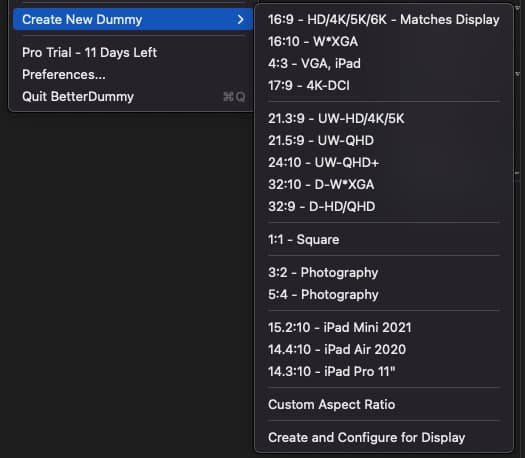 Create New Dummy
Pro Trial - 11 Days Left
Preferences...
Quit BetterDummy ⌘Q
16:9 - HD/4K/5K/6K - Matches Display
16:10 - W*XGA
4:3 - VGA, iPad
17:9 - 4K-DCI
21.3:9 - UW-HD/4K/5K
21.5:9 - UW-QHD
24:10 - UW-QHD+
32:10 - D-W*XGA
32:9 - D-HD/QHD
1:1 - Square
3:2 - Photography
5:4 - Photography
15.2:10 - iPad Mini 2021
14.4:10 - iPad Air 2020
14.3:10 - iPad Pro 11"
Custom Aspect Ratio
Create and Configure for Display